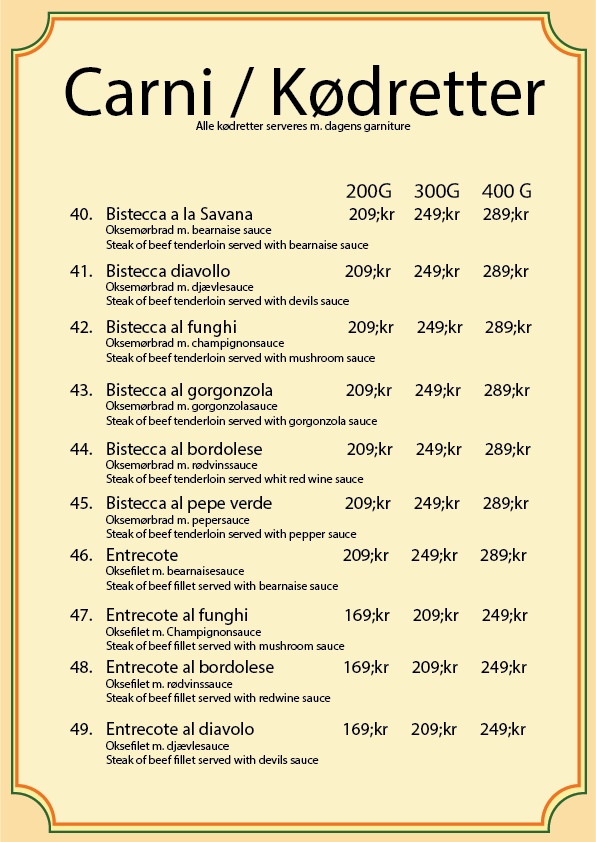 Carni / Kødretter
Alle kødretter serveres m. dagens garniture
200G 300G 400 G
40. Bistecca a la Savana 209;kr 249;kr 289;kr
Oksemørbrad m. bearnaise sauce
Steak of beef tenderloin served with bearnaise sauce
41. Bistecca diavollo 209;kr 249;kr 289;kr
Oksemørbrad m. djævlesauce
Steak of beef tenderloin served with devils sauce
42. Bistecca al funghi 209;kr 249;kr 289;kr
Oksemørbrad m. champignonsauce
Steak of beef tenderloin served with mushroom sauce
43. Bistecca al gorgonzola 209;kr 249;kr 289;kr
Oksemørbrad m. gorgonzolasauce
Steak of beef tenderloin served with gorgonzola sauce
44. Bistecca al bordolese 209;kr 249;kr 289;kr
Oksemørbrad m. rødvinssauce
Steak of beef tenderloin served whit red wine sauce
45. Bistecca al pepe verde 209;kr 249;kr 289;kr
Oksemørbrad m. pepersauce
Steak of beef tenderloin served with pepper sauce
46. Entrecote 209;kr 249;kr 289;kr
Oksefilet m. bearnaisesauce
Steak of beef fillet served with bearnaise sauce
47. Entrecote al funghi 169;kr 209;kr 249;kr
Oksefilet m. Champignonsauce
Steak of beef fillet served with mushroom sauce
48. Entrecote al bordolese 169;kr 209;kr 249;kr
Oksefilet m. rødvinssauce
Steak of beef fillet served with redwine sauce
49. Entrecote al diavolo 169;kr 209;kr 249;kr
Oksefilet m. djævlesauce
Steak of beef fillet served with devils sauce